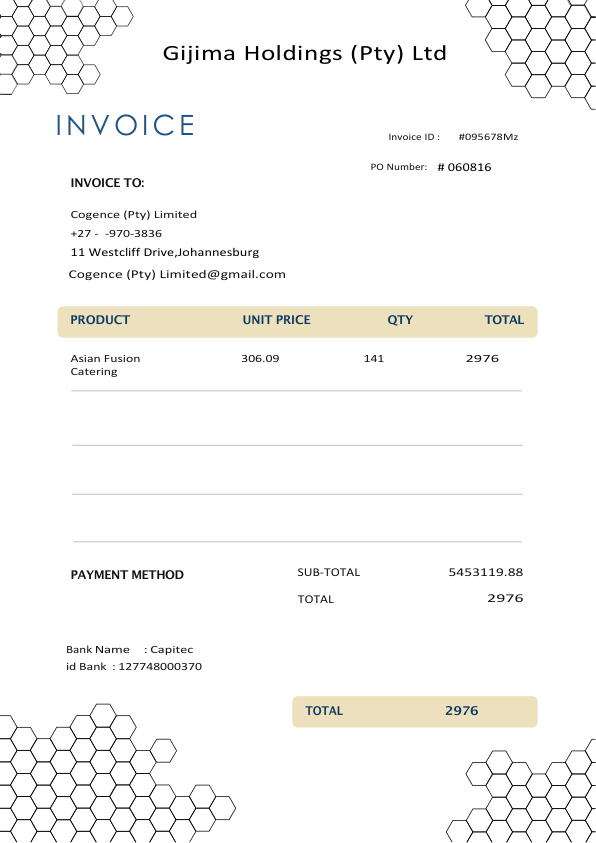 Gijima Holdings (Pty) Ltd
INVOICE
Invoice ID : #095678Mz
PO Number: # 060816
INVOICE TO:
Cogence (Pty) Limited
+27 - -970-3836
11 Westcliff Drive,Johannesburg
Cogence (Pty) Limited@gmail.com
PRODUCT UNIT PRICE QTY TOTAL
Asian Fusion 306.09 141 2976
Catering
PAYMENT METHOD
SUB-TOTAL 5453119.88
TOTAL 2976
Bank Name : Capitec
id Bank : 127748000370
TOTAL 2976